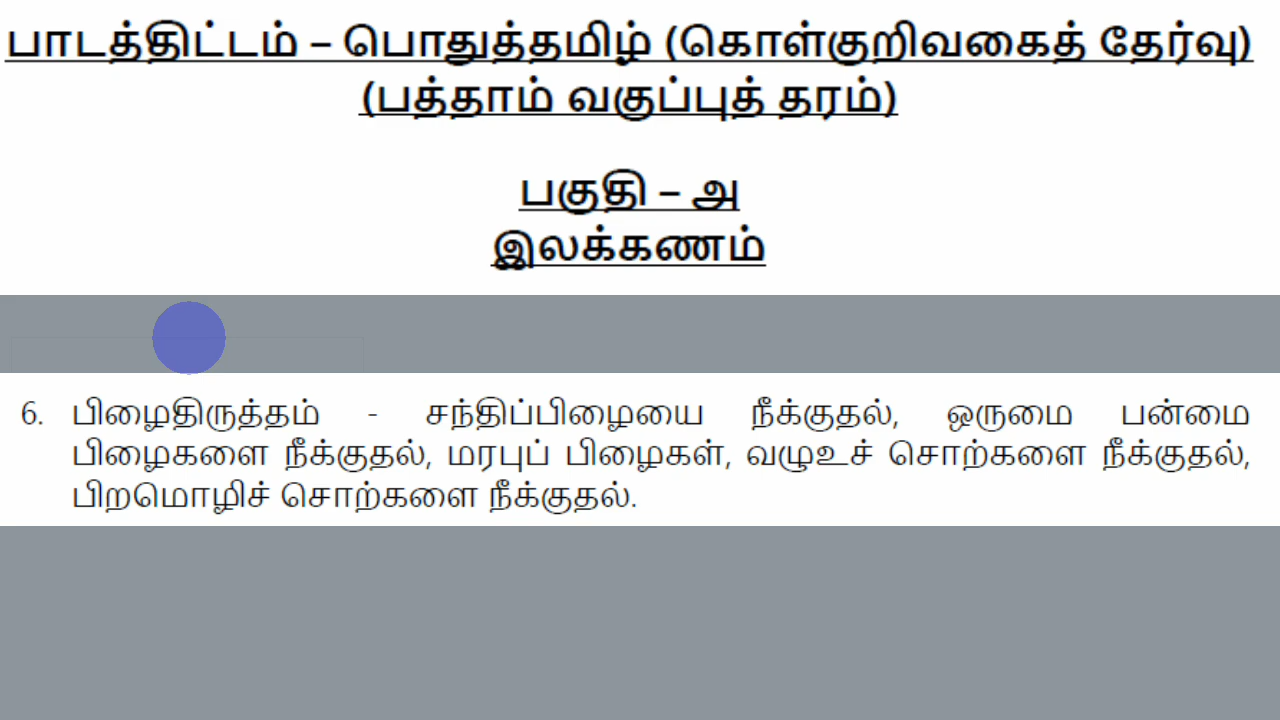 பாடத்திட்டம் – பொதுத்தமிழ் (கொள்குறிவகைத் தேர்வு)
(பத்தாம் வகுப்புத் தரம்)
பகுதி – அ
இலக்கணம்
6. பிழைதிருத்தம் - சந்திப்பிழையை நீக்குதல், ஒருமை பன்மை
பிழைகளை நீக்குதல், மரபுப் பிழைகள், வழுஉச் சொற்களை நீக்குதல்,
பிறமொழிச் சொற்களை நீக்குதல்.